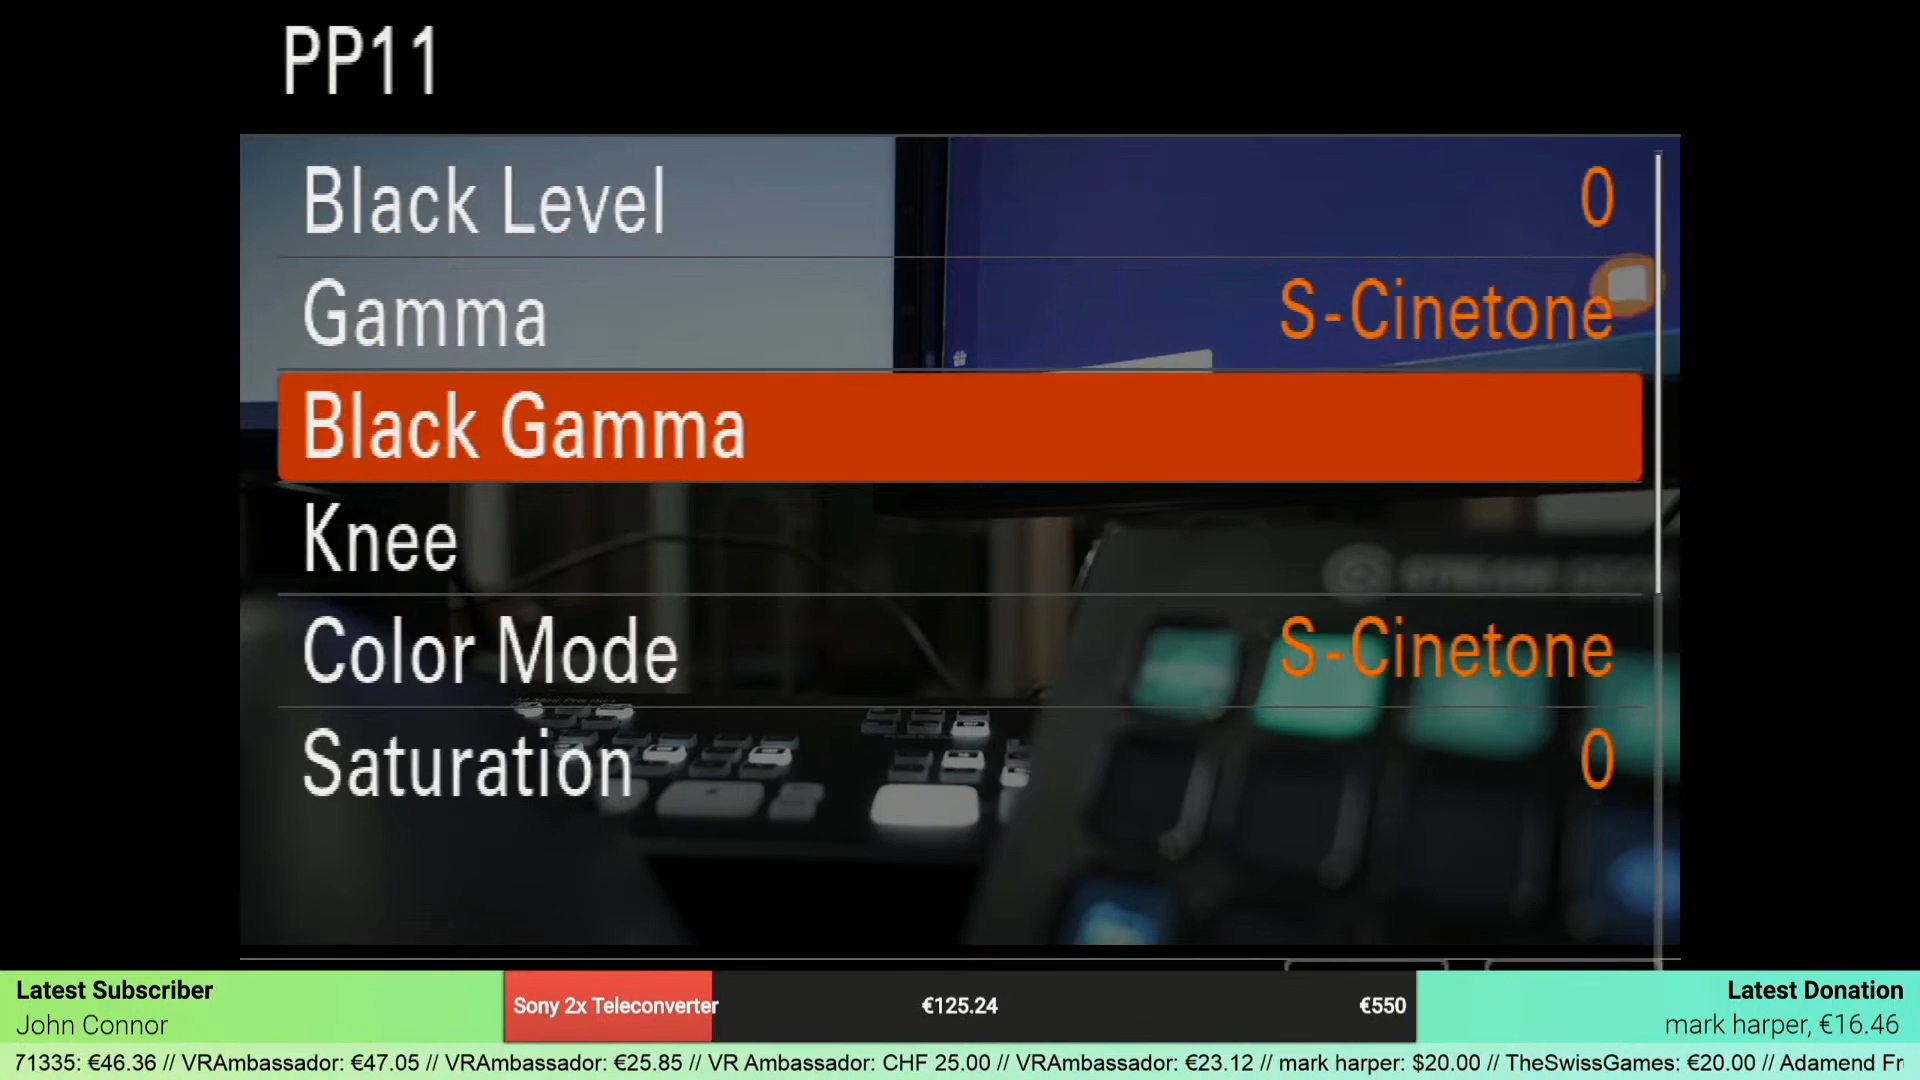 PP11
Black Level 0
Gamma S-Cinetone
Black Gamma
Knee
Color Mode S-Cinetone
Saturation 0
Latest Subscriber
John Connor
Sony 2x Teleconverter €125.24 €550
Latest Donation
mark harper, €16.46
71335: €46.36 // VRAmbassador: €47.05 // VRAmbassador: €25.85 // VR Ambassador: CHF 25.00 // VRAmbassador: €23.12 // mark harper: $20.00 // TheSwissGames: €20.00 // Adamend Fr